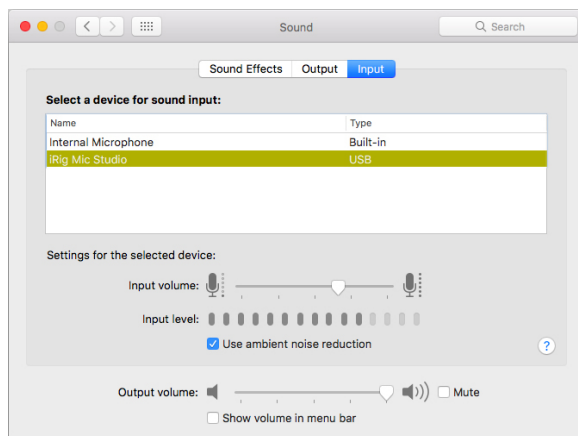 Sound
Search
Sound Effects Output Input
Select a device for sound input:
Name Type
Internal Microphone Built-in
iRig Mic Studio USB
Settings for the selected device:
Input volume:
Input level:
Use ambient noise reduction
?
Output volume: Mute
Show volume in menu bar